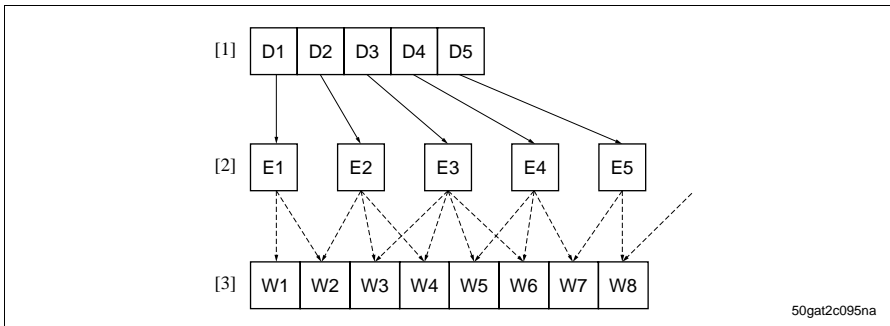 [1] D1 D2 D3 D4 D5
[2] E1 E2 E3 E4 E5
[3] W1 W2 W3 W4 W5 W6 W7 W8
50gat2c095na